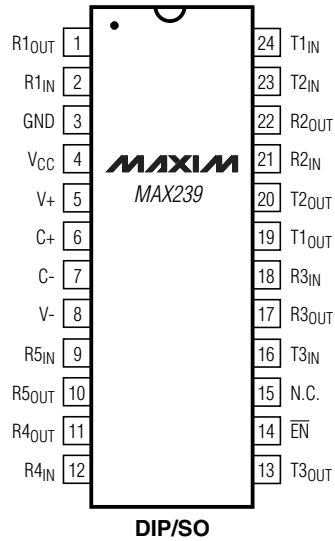 R1OUT 1 24 T1IN
R1IN 2 23 T2IN
GND 3 22 R2OUT
VCC 4 MAXIM 21 R2IN
V+ 5 MAX239 20 T2OUT
C+ 6 19 T1OUT
C- 7 18 R3IN
V- 8 17 R3OUT
R5IN 9 16 T3IN
R5OUT 10 15 N.C.
R4OUT 11 14 E̅N̅
R4IN 12 13 T3OUT
DIP/SO